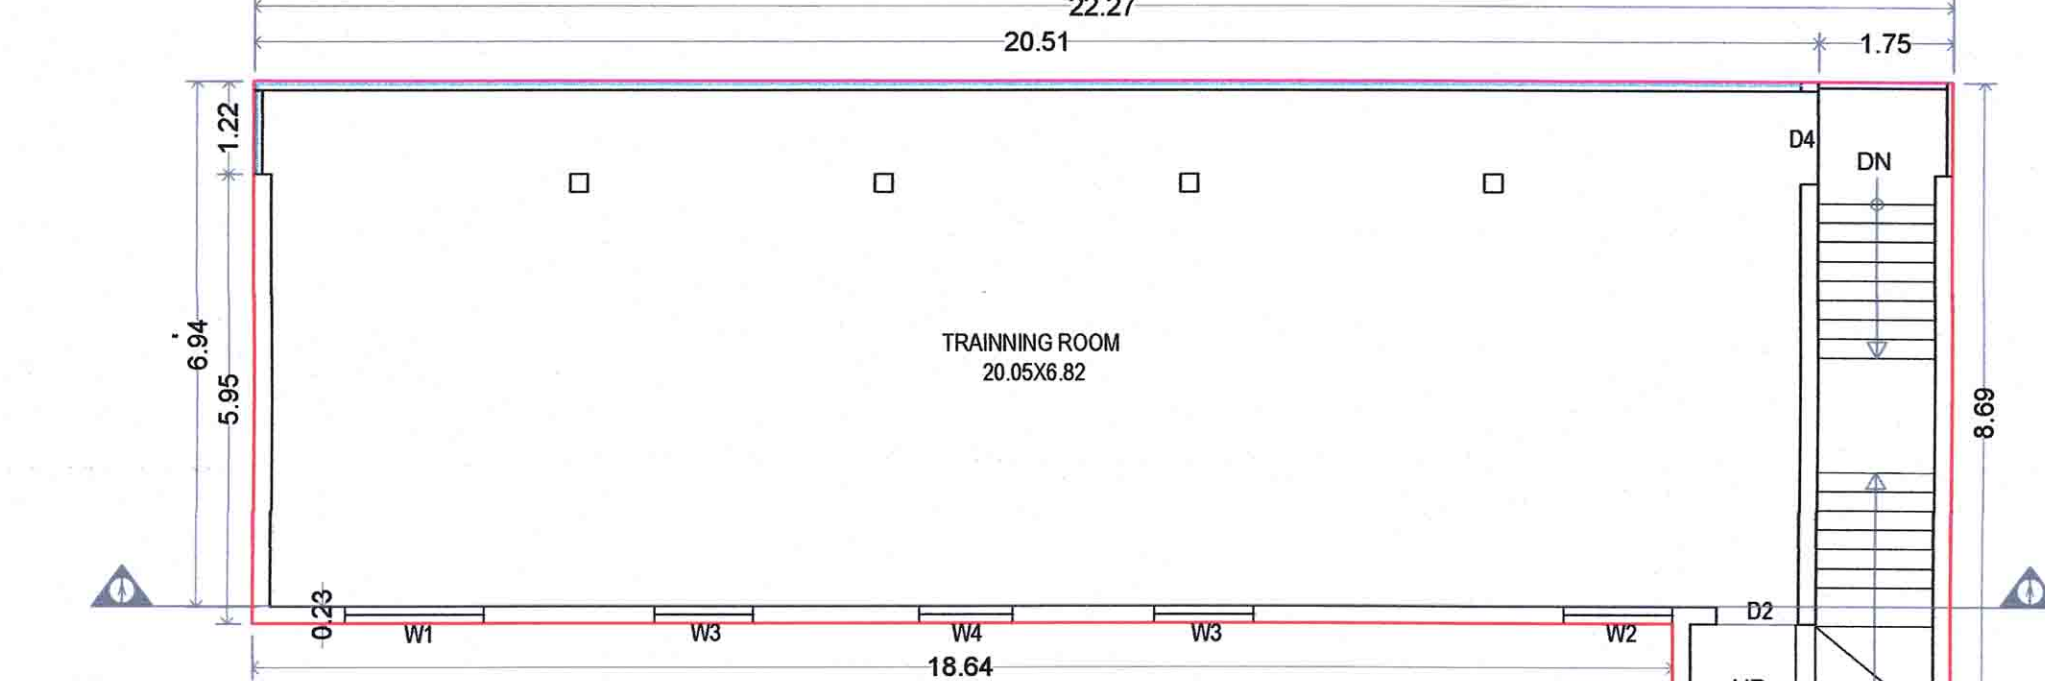 22.27
20.51
1.75
1.22
D4
DN
6.94
TRAINNING ROOM
20.05X6.82
5.95
8.69
0.23
W1
W3
W4
W3
W2
D2
18.64